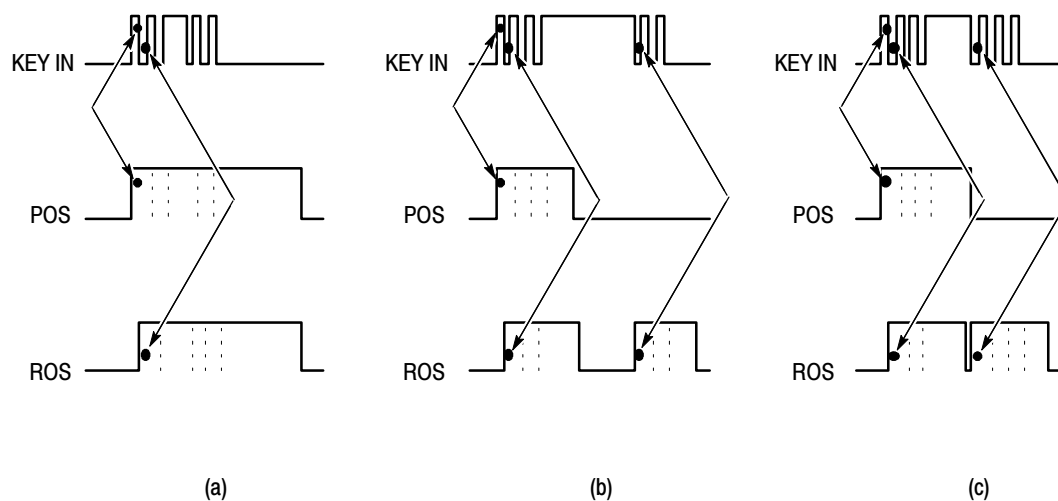 KEY IN
KEY IN
KEY IN
POS
POS
POS
ROS
ROS
ROS
(a)
(b)
(c)